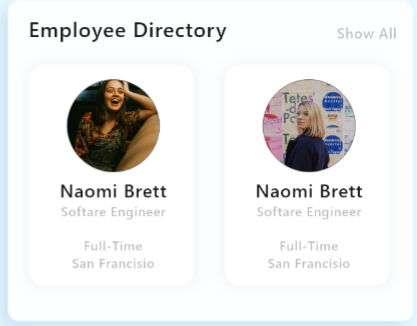 Employee Directory
Show All
Tetes'
Naomi Brett
Softare Engineer
Full-Time
San Francisio
Naomi Brett
Softare Engineer
Full-Time
San Francisio